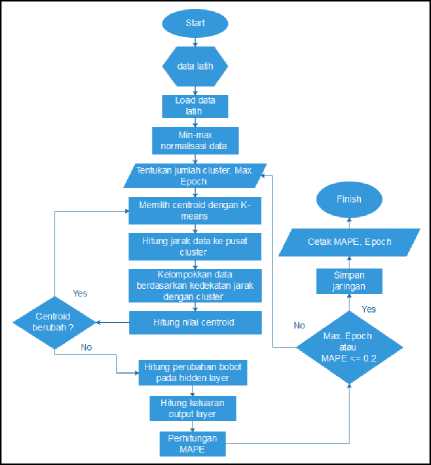 Start
data latih
Load data
latih
Min-max
normalisasi data
Tentukan jumlah cluster, Max
Epoch
Memilih centroid dengan K-
means
Hitung jarak data ke pusat
cluster
Kelompokkan data
berdasarkan kedekatan jarak
dengan cluster
Hitung nilai centroid
Yes
Centroid
berubah ?
No
Hitung perubahan bobot
pada hidden layer
Hitung keluaran
output layer
Perhitungan
MAPE
No
Max. Epoch
atau
MAPE <= 0.2
Yes
Simpan
jaringan
Cetak MAPE, Epoch
Finish